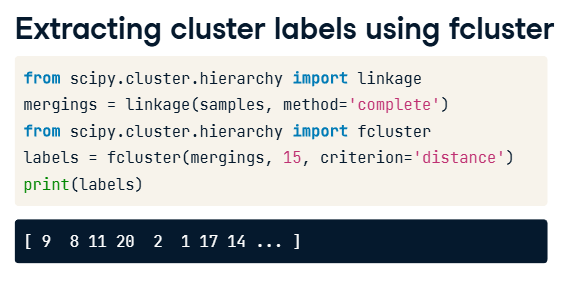 Extracting cluster labels using fcluster
from scipy.cluster.hierarchy import linkage
mergings = linkage(samples, method='complete')
from scipy.cluster.hierarchy import fcluster
labels = fcluster(mergings, 15, criterion='distance')
print(labels)
[ 9  8 11 20  2  1 17 14 ... ]